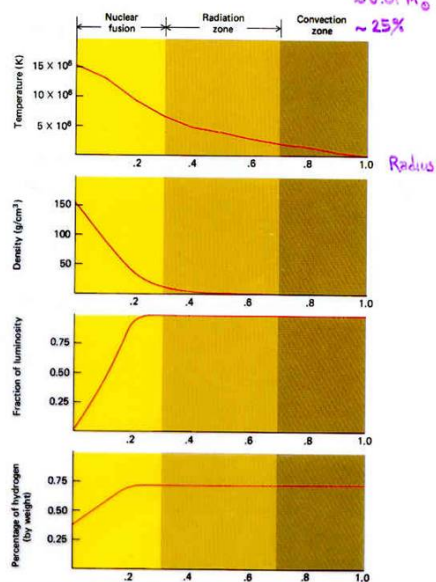 ~ 25%
Nuclear fusion
Radiation zone
Convection zone
Temperature (K)
15 × 10⁶
10 × 10⁶
5 × 10⁶
.2 .4 .6 .8 1.0
Radius
Density (g/cm³)
150
100
50
.2 .4 .6 .8 1.0
Fraction of luminosity
0.75
0.50
0.25
.2 .4 .6 .8 1.0
Percentage of hydrogen
(by weight)
0.75
0.50
0.25
0 .2 .4 .6 .8 1.0